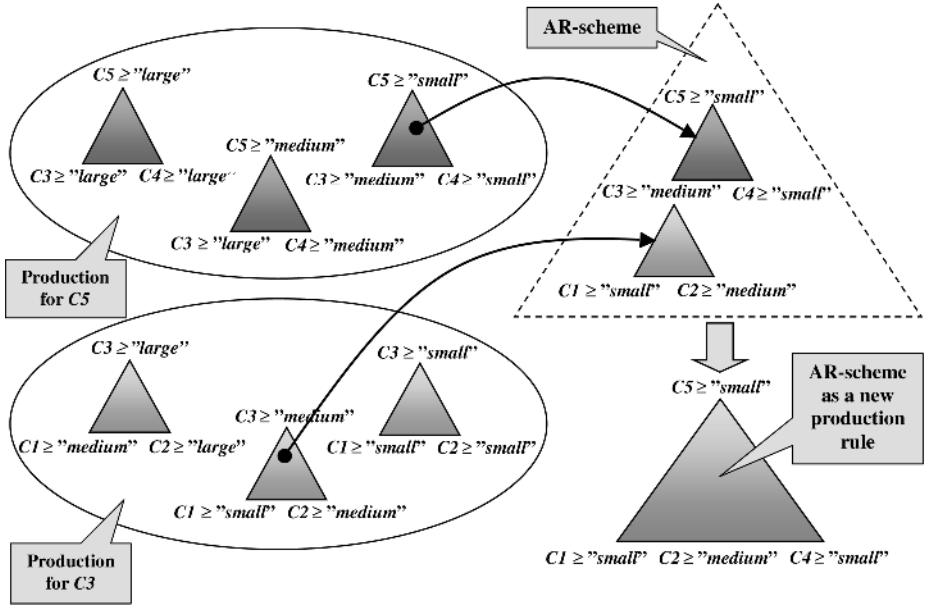 AR-scheme
C5 ≥ ”large”
C5 ≥ ”small”
C5 ≥ ”small”
C5 ≥ ”medium”
C3 ≥ ”large” C4 ≥ ”large”
C3 ≥ ”medium” C4 ≥ ”small”
C3 ≥ ”medium” C4 ≥ ”small”
C3 ≥ ”large” C4 ≥ ”medium”
Production
for C5
C1 ≥ ”small” C2 ≥ ”medium”
C3 ≥ ”large”
C3 ≥ ”small”
C3 ≥ ”medium”
C1 ≥ ”medium” C2 ≥ ”large”
C1 ≥ ”small” C2 ≥ ”small”
C1 ≥ ”small” C2 ≥ ”medium”
Production
for C3
C5 ≥ ”small”
AR-scheme
as a new
production
rule
C1 ≥ ”small” C2 ≥ ”medium” C4 ≥ ”small”